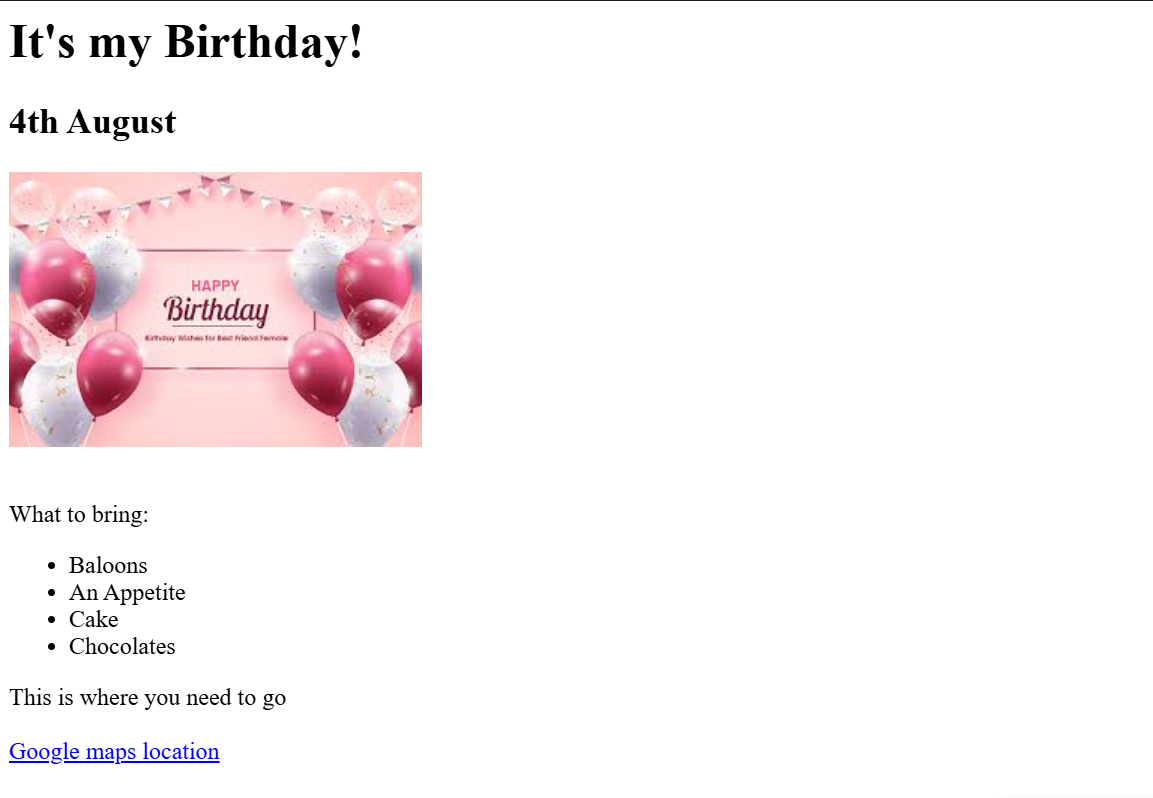 It's my Birthday!
4th August
HAPPY
Birthday
Birthday Wishes for Best Friend Female
What to bring:
Baloons
An Appetite
Cake
Chocolates
This is where you need to go
Google maps location